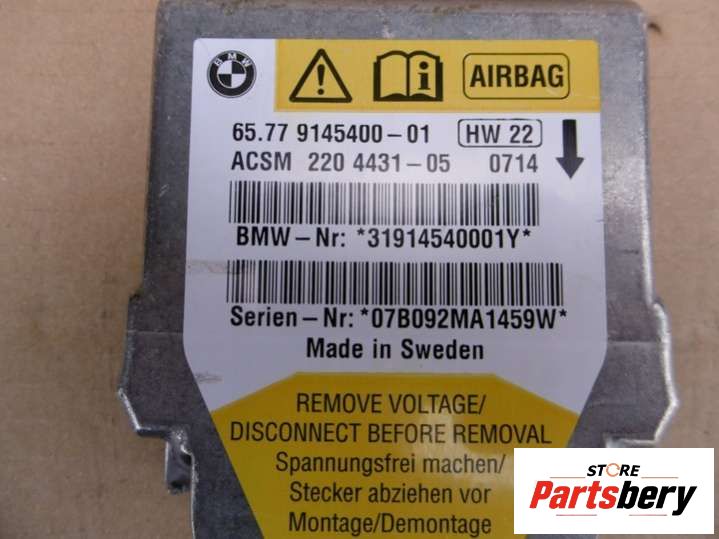 BMW
AIRBAG
65.77 9145400-01 HW 22
ACSM 220 4431-05 0714
BMW-Nr: *31914540001Y*
Serien-Nr: *07B092MA1459W*
Made in Sweden
REMOVE VOLTAGE/
DISCONNECT BEFORE REMOVAL
Spannungsfrei machen/
Stecker abziehen vor
Montage/Demontage
STORE
Partsbery